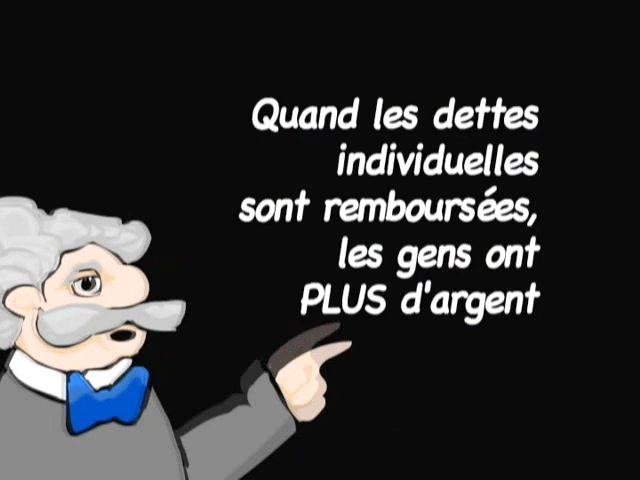 Quand les dettes
individuelles
sont remboursées,
les gens ont
PLUS d'argent